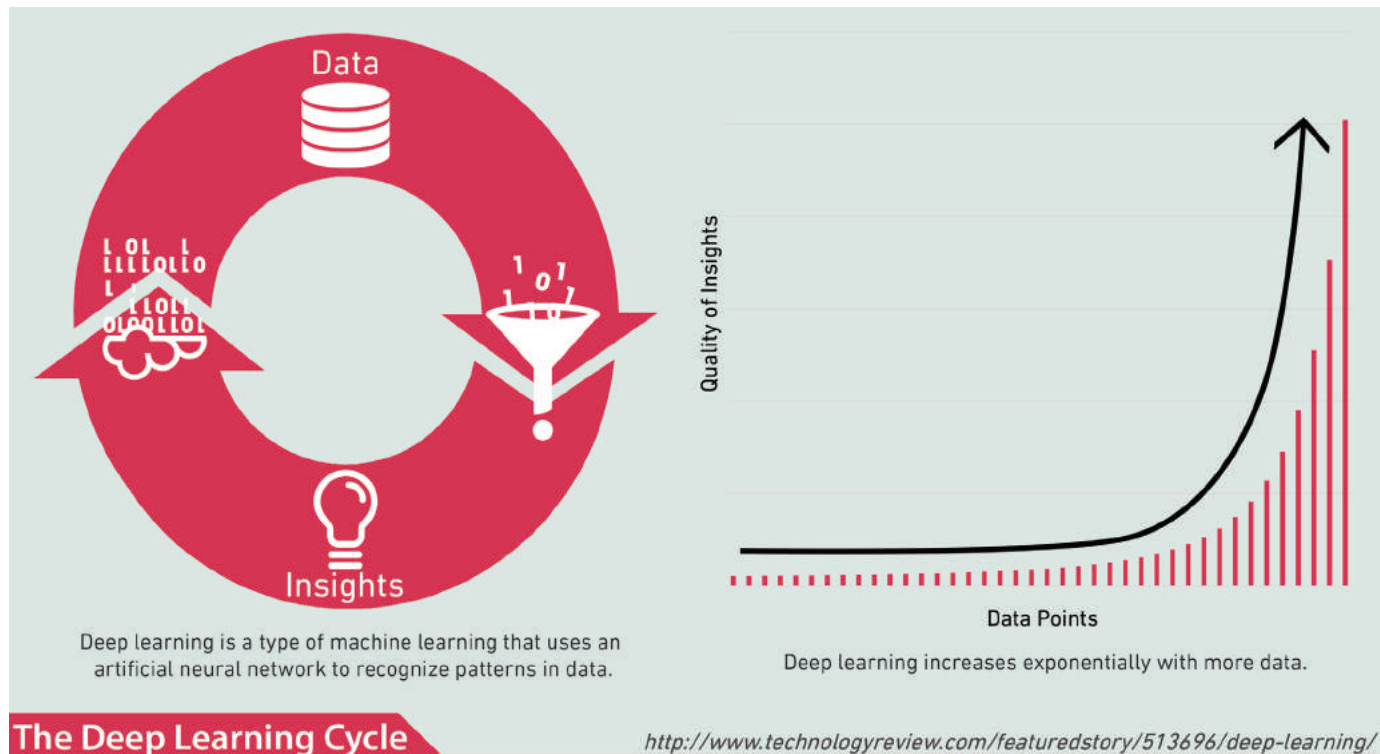 Data
Insights
Deep learning is a type of machine learning that uses an
artificial neural network to recognize patterns in data.
The Deep Learning Cycle
Quality of Insights
Data Points
Deep learning increases exponentially with more data.
http://www.technologyreview.com/featuredstory/513696/deep-learning/